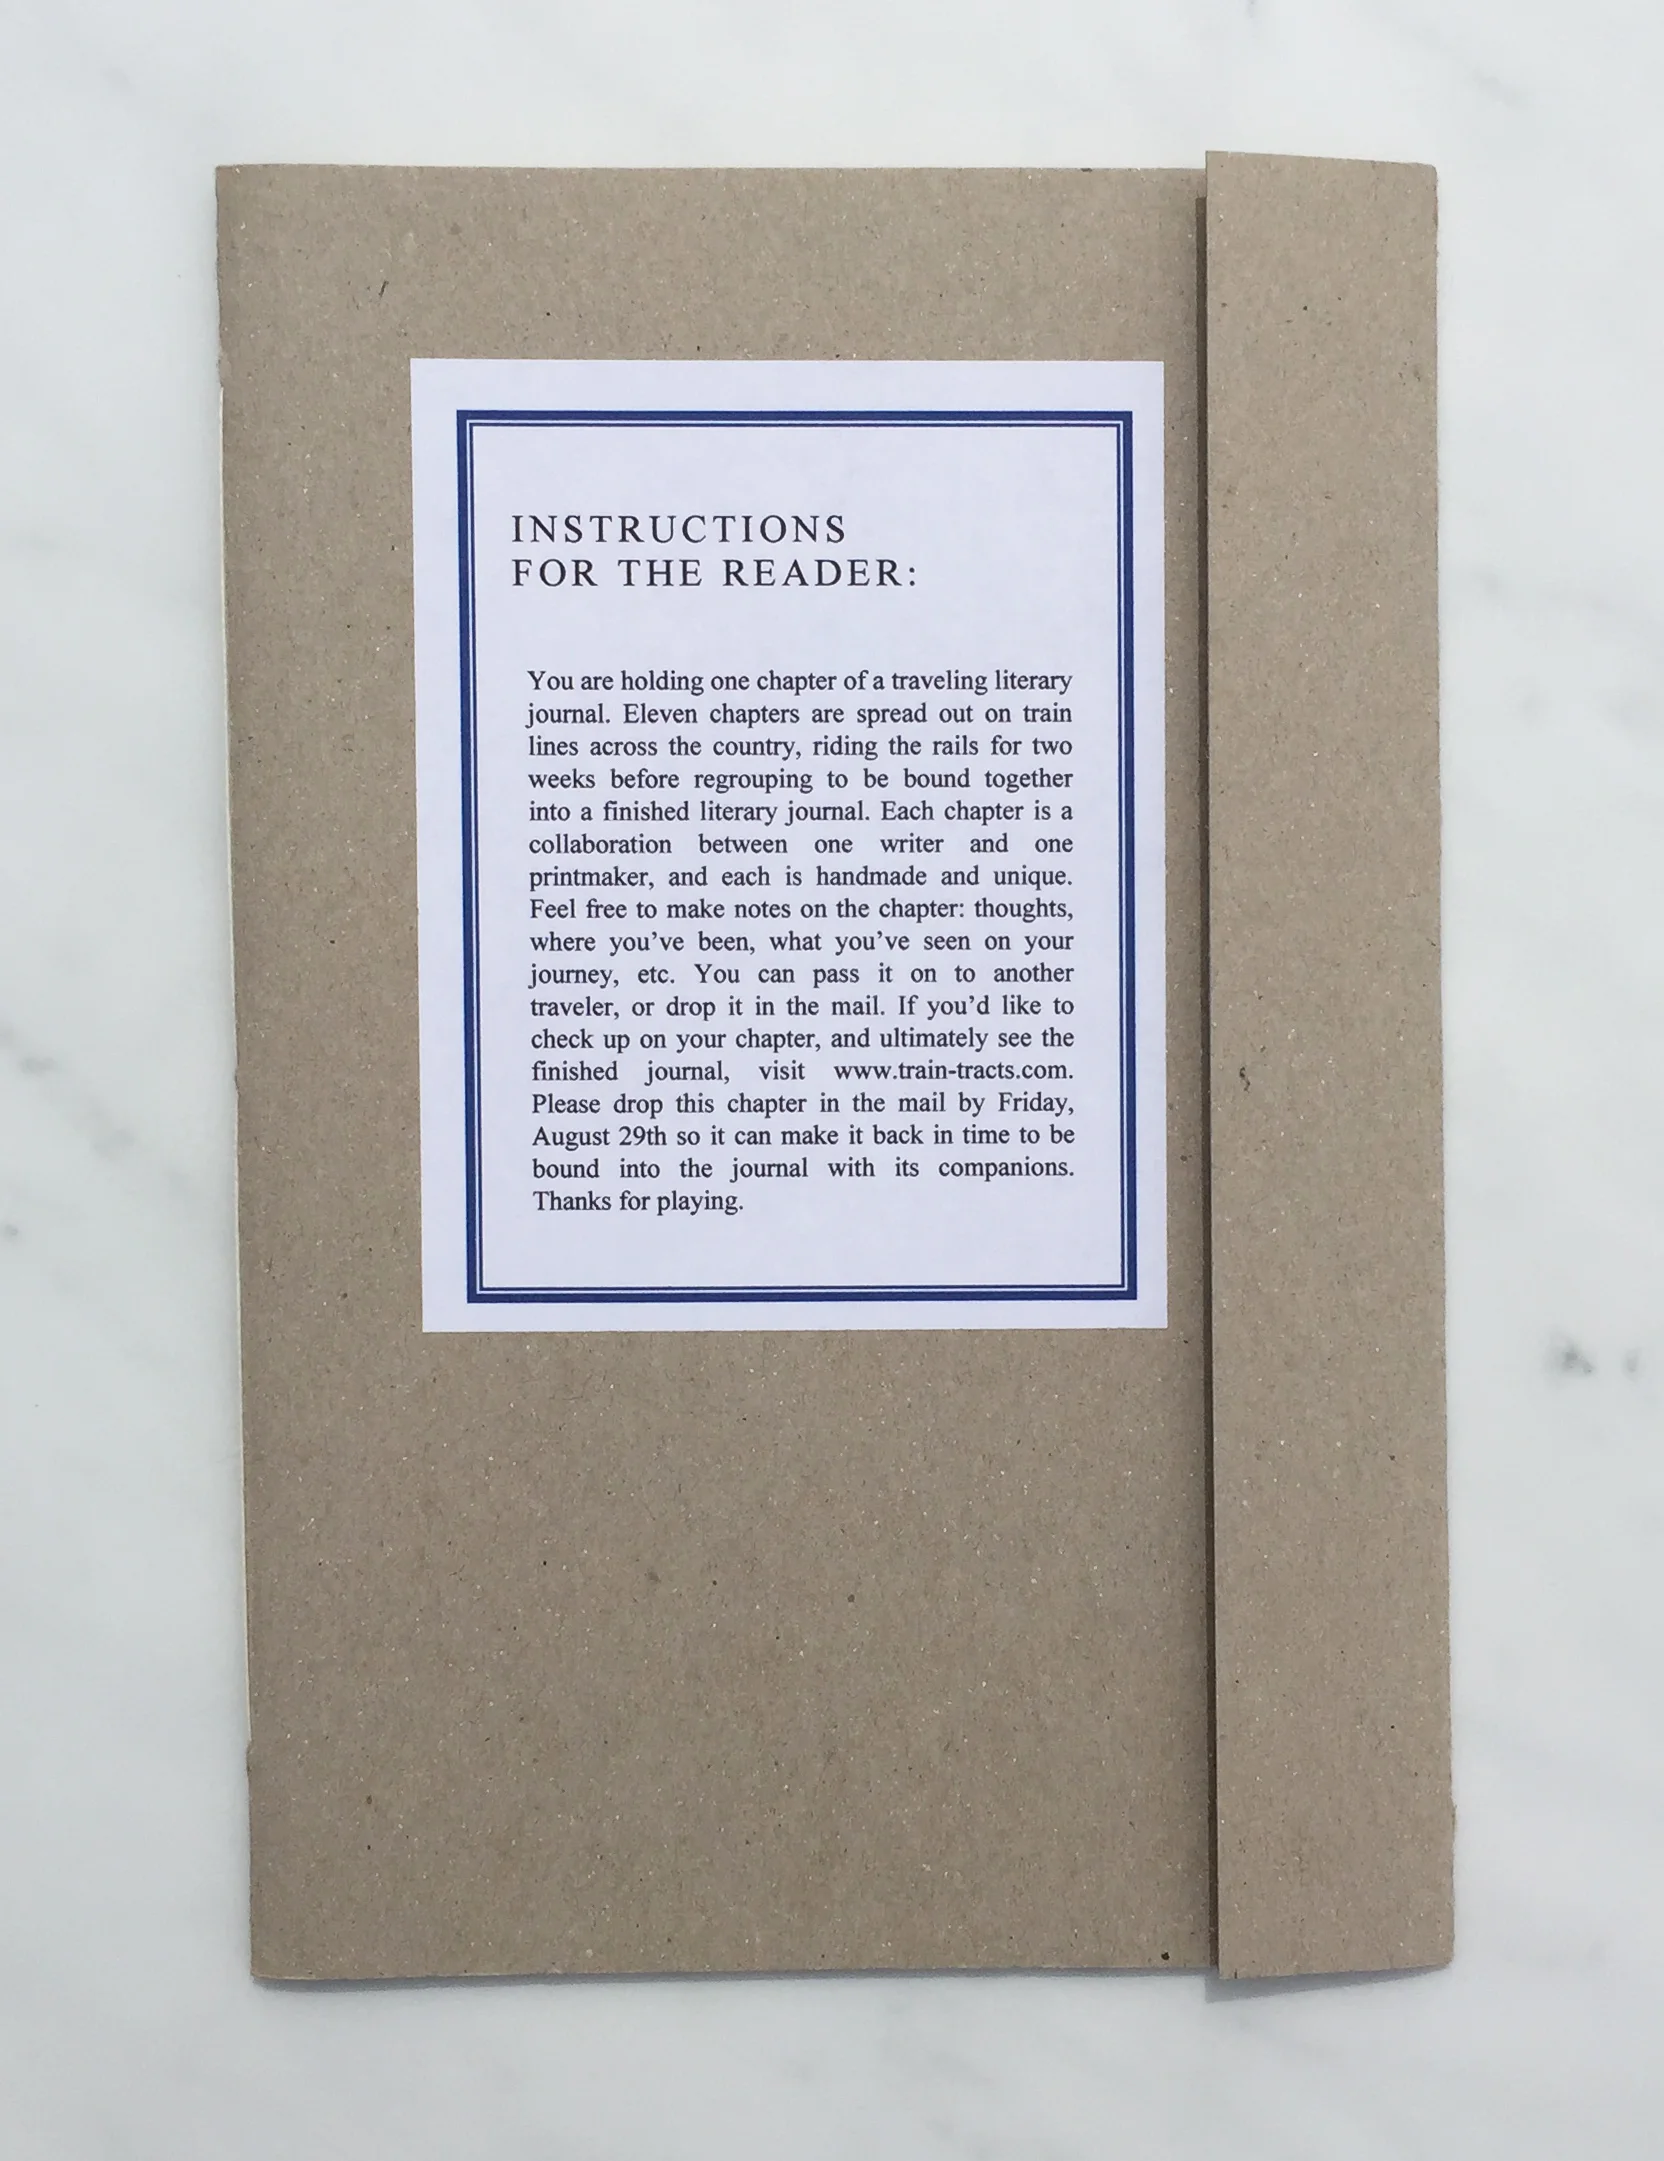 INSTRUCTIONS
FOR THE READER:
You are holding one chapter of a traveling literary
journal. Eleven chapters are spread out on train
lines across the country, riding the rails for two
weeks before regrouping to be bound together
into a finished literary journal. Each chapter is a
collaboration between one writer and one
printmaker, and each is handmade and unique.
Feel free to make notes on the chapter: thoughts,
where you’ve been, what you’ve seen on your
journey, etc. You can pass it on to another
traveler, or drop it in the mail. If you’d like to
check up on your chapter, and ultimately see the
finished journal, visit www.train-tracts.com.
Please drop this chapter in the mail by Friday,
August 29th so it can make it back in time to be
bound into the journal with its companions.
Thanks for playing.